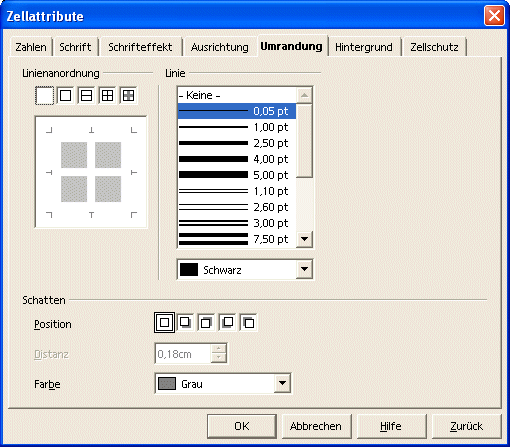 Zellattribute
Zahlen Schrift Schrifteffekt Ausrichtung Umrandung Hintergrund Zellschutz
Linienanordnung Linie
- Keine -
0,05 pt
1,00 pt
2,50 pt
4,00 pt
5,00 pt
1,10 pt
2,60 pt
3,00 pt
7,50 pt
Schwarz
Schatten
Position
Distanz 0,18cm
Farbe Grau
OK Abbrechen Hilfe Zurück